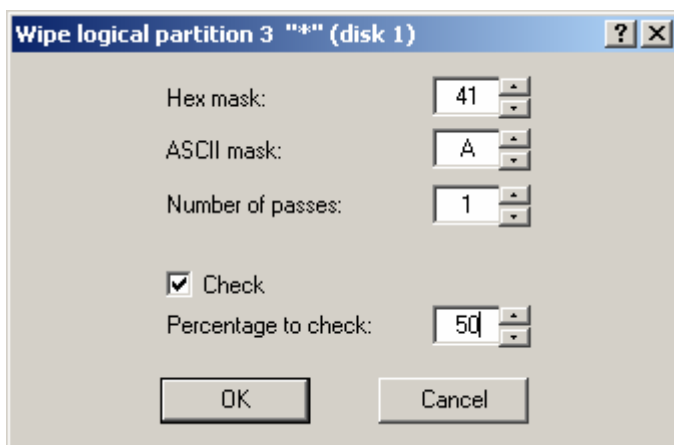 Wipe logical partition 3 "*" (disk 1) ?
Hex mask: 41
ASCII mask: A
Number of passes: 1
Check
Percentage to check: 50
OK Cancel